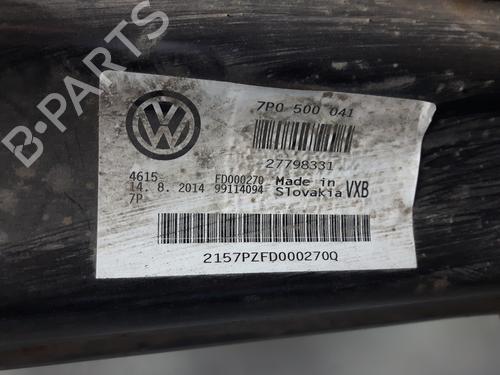 B-PARTS
7P0 500 041
27798331
4615 FD000270 Made in
14. 8. 2014 99114094 Slovakia VXB
7P
2157PZFD000270Q